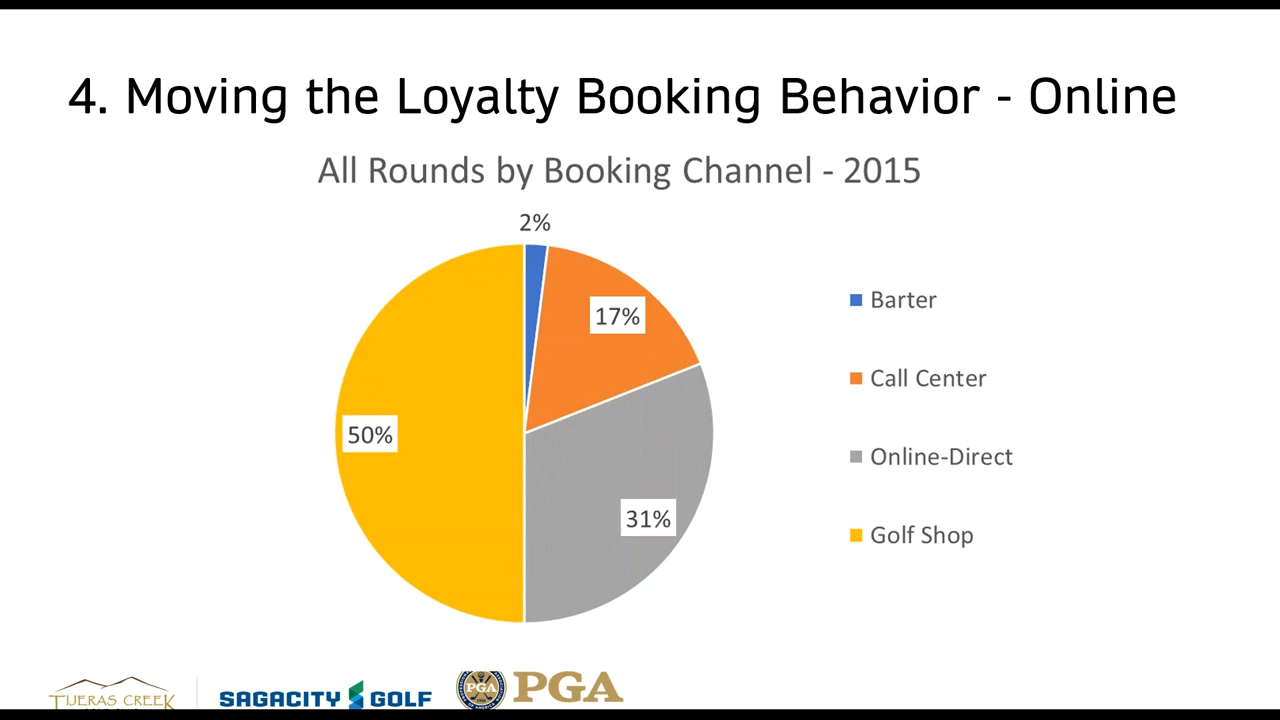 4. Moving the Loyalty Booking Behavior - Online
All Rounds by Booking Channel - 2015
2%
17%
50%
31%
Barter
Call Center
Online-Direct
Golf Shop
TIJERAS CREEK
SAGACITY GOLF
PGA
PGA